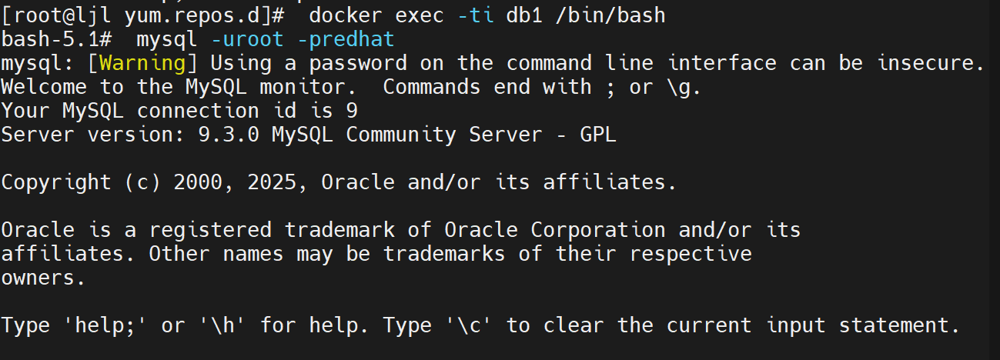 [root@ljl yum.repos.d]#  docker exec -ti db1 /bin/bash
bash-5.1#  mysql -uroot -predhat
mysql: [Warning] Using a password on the command line interface can be insecure.
Welcome to the MySQL monitor.  Commands end with ; or \g.
Your MySQL connection id is 9
Server version: 9.3.0 MySQL Community Server - GPL
Copyright (c) 2000, 2025, Oracle and/or its affiliates.
Oracle is a registered trademark of Oracle Corporation and/or its
affiliates. Other names may be trademarks of their respective
owners.
Type 'help;' or '\h' for help. Type '\c' to clear the current input statement.